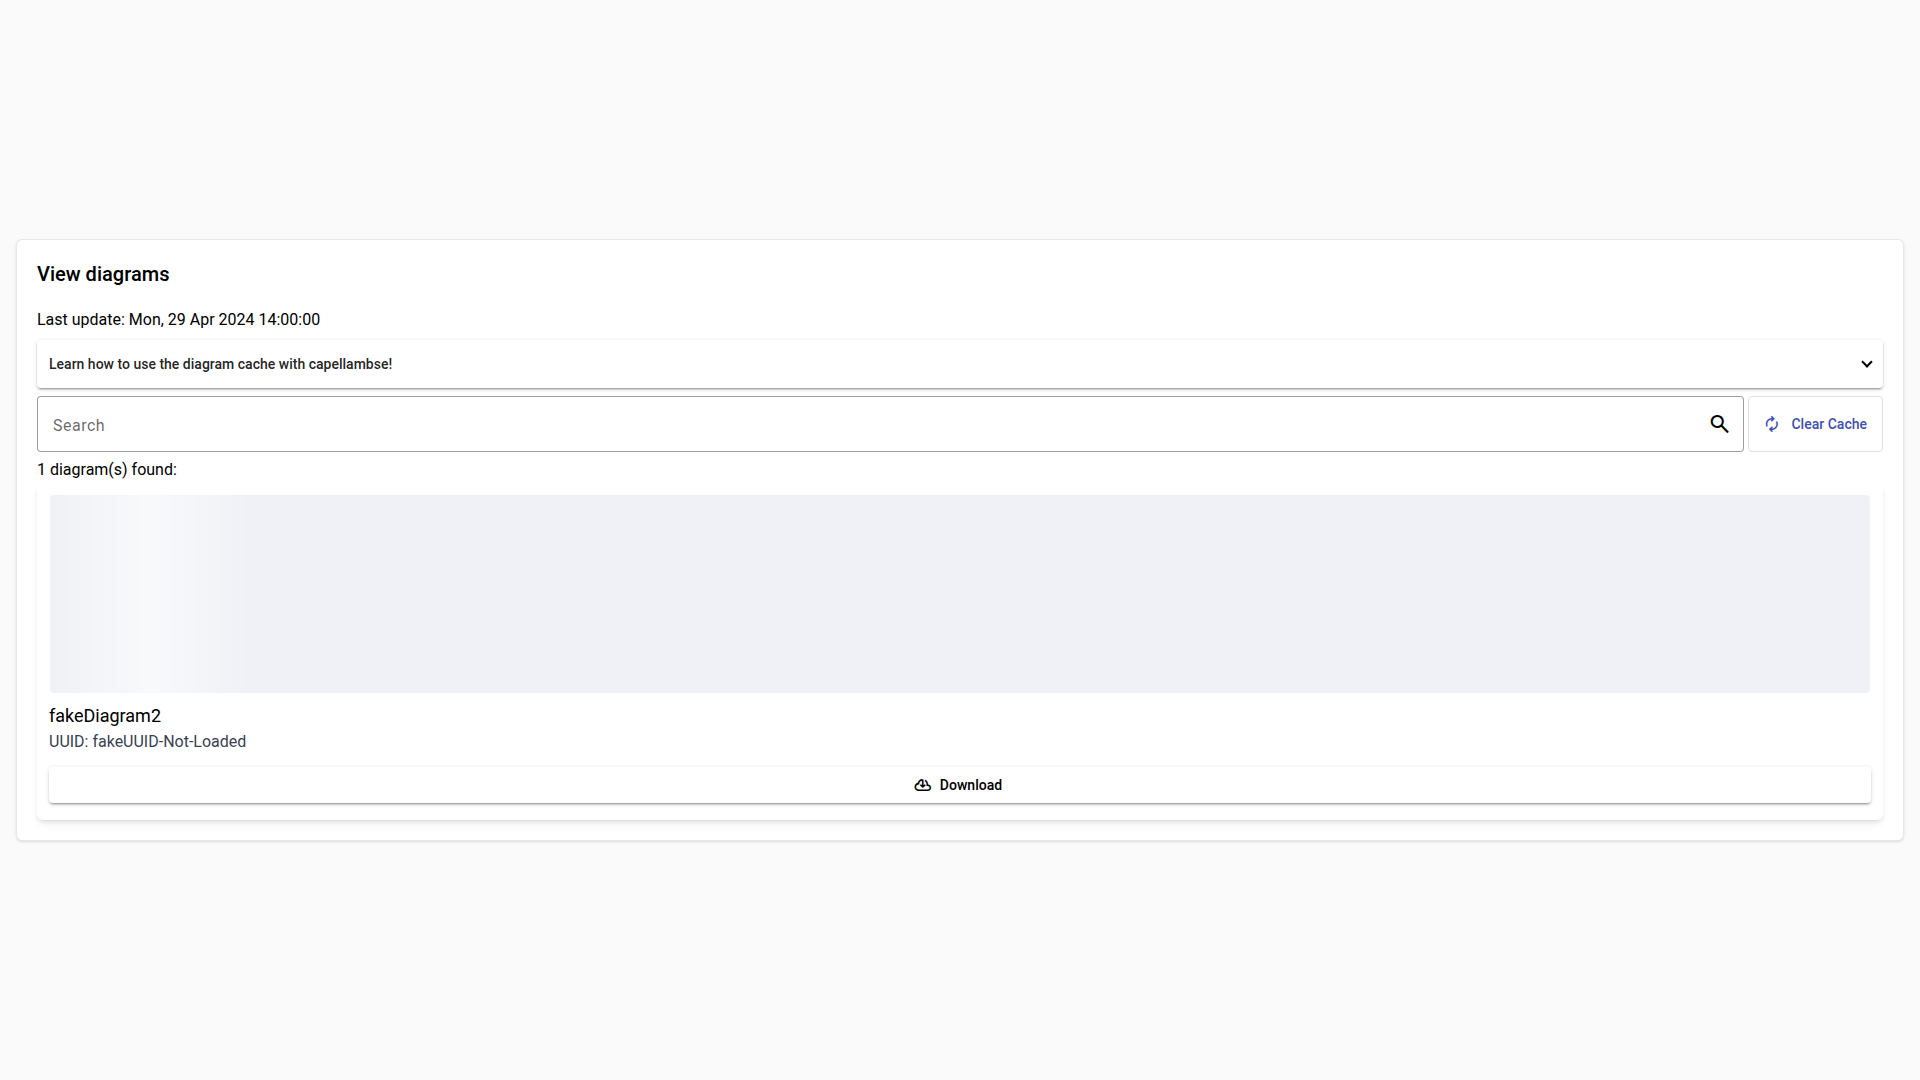 View diagrams
Last update: Mon, 29 Apr 2024 14:00:00
Learn how to use the diagram cache with capellambse!
Search
Clear Cache
1 diagram(s) found:
fakeDiagram2
UUID: fakeUUID-Not-Loaded
Download